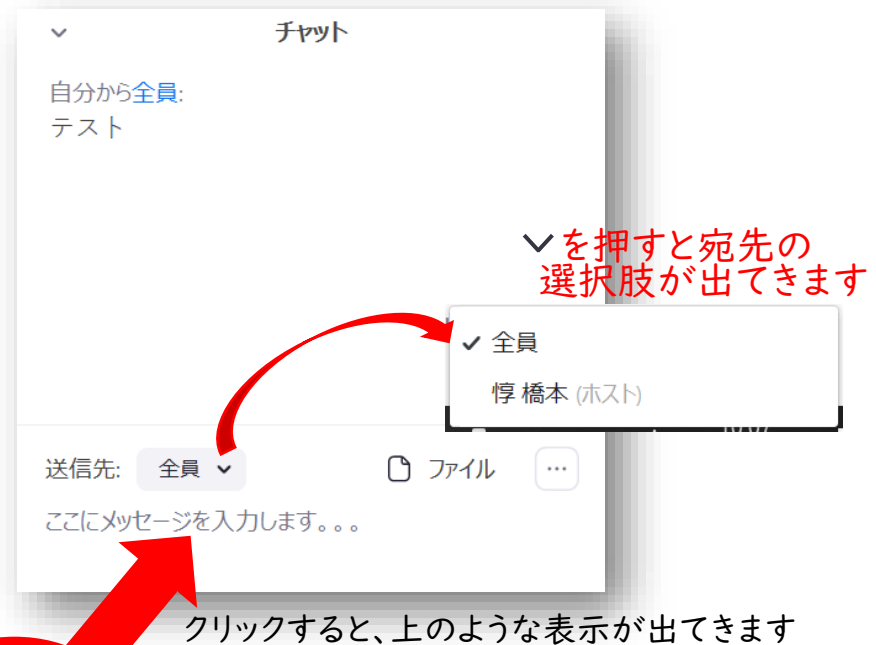 チャット
自分から全員:
テスト
∨を押すと宛先の
選択肢が出てきます
全員
惇 橋本 (ホスト)
送信先: 全員 ファイル ...
ここにメッセージを入力します。。。
クリックすると、上のような表示が出てきます